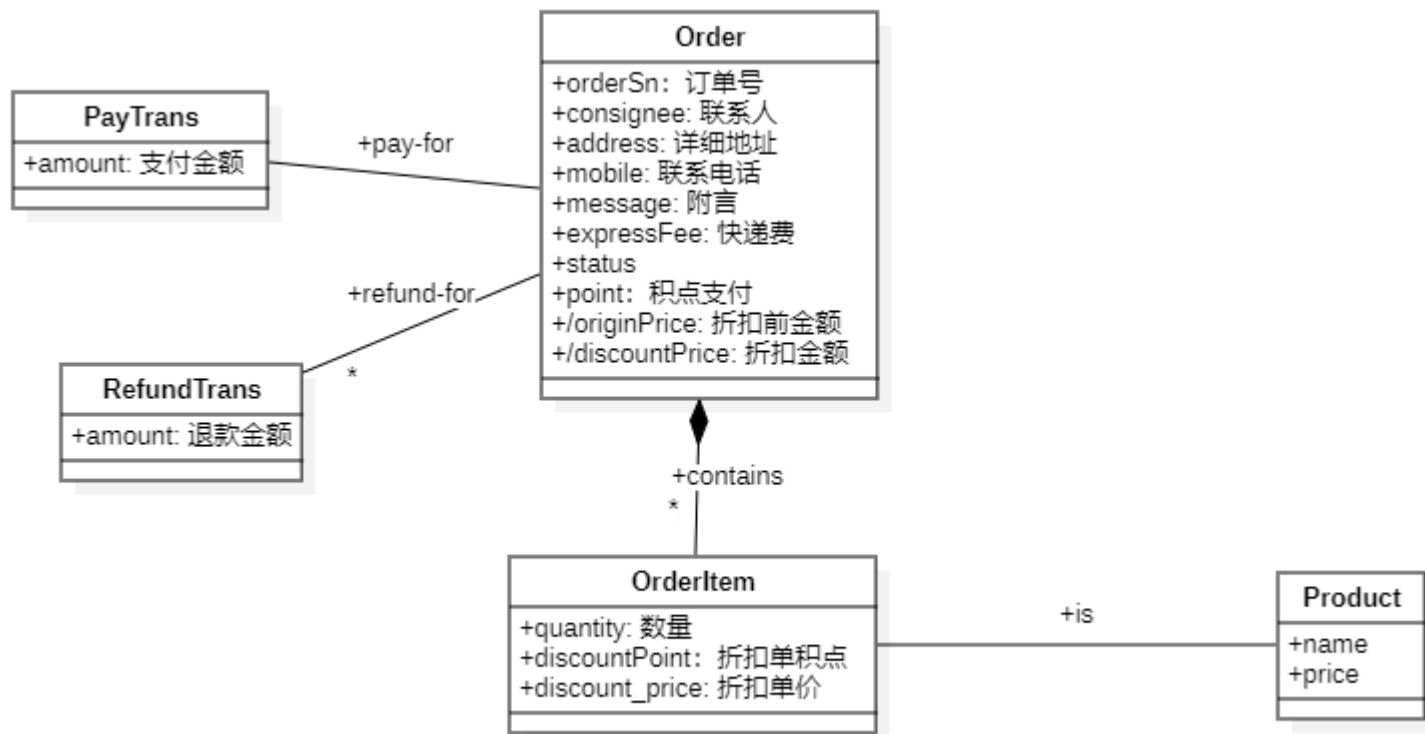 Order
+orderSn：订单号
+consignee: 联系人
+address: 详细地址
+mobile: 联系电话
+message: 附言
+expressFee: 快递费
+status
+point：积点支付
+/originPrice: 折扣前金额
+/discountPrice: 折扣金额
PayTrans
+amount: 支付金额
+pay-for
+refund-for
*
RefundTrans
+amount: 退款金额
+contains
*
OrderItem
+quantity: 数量
+discountPoint：折扣单积点
+discount_price: 折扣单价
+is
Product
+name
+price